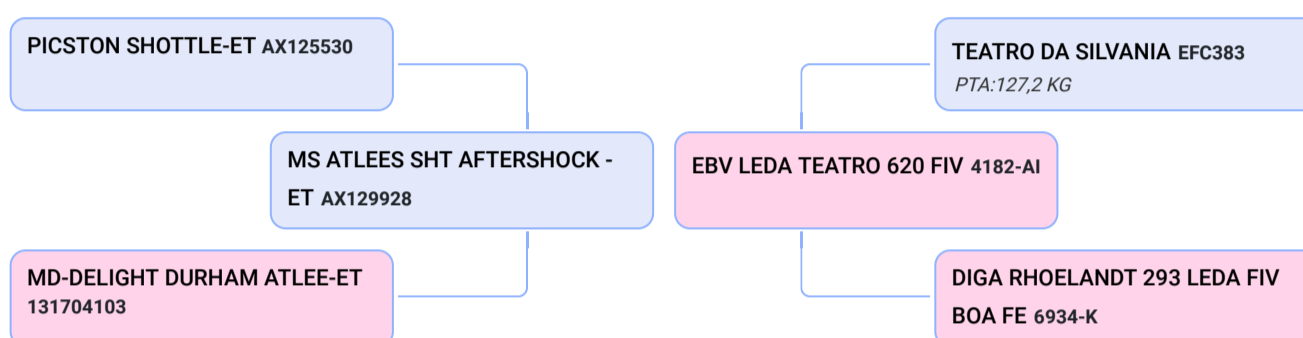 PICSTON SHOTTLE-ET AX125530
TEATRO DA SILVANIA EFC383
PTA:127,2 KG
MS ATLEES SHT AFTERSHOCK -
ET AX129928
EBV LEDA TEATRO 620 FIV 4182-AI
MD-DELIGHT DURHAM ATLEE-ET
131704103
DIGA RHOELANDT 293 LEDA FIV
BOA FE 6934-K